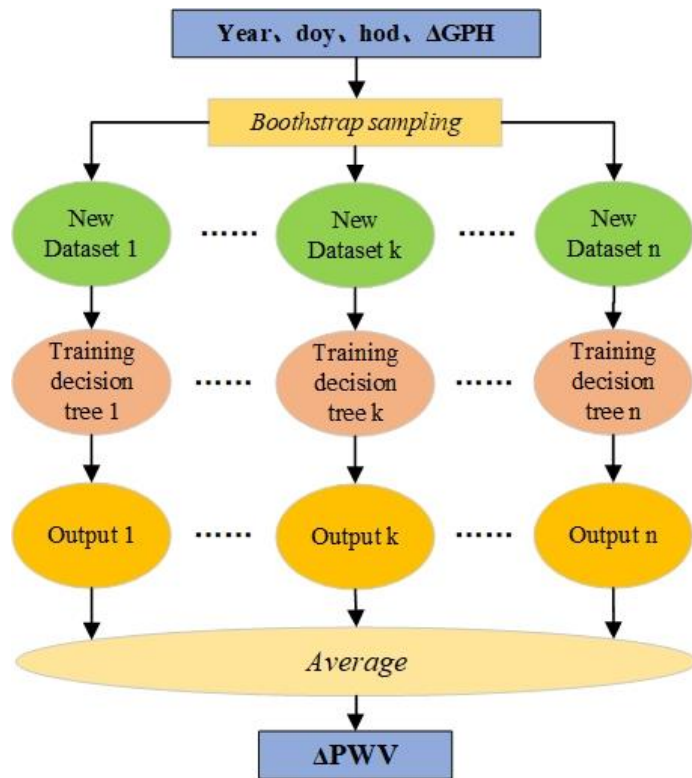 Year、doy、hod、ΔGPH
Boothstrap sampling
New
Dataset 1
······
New
Dataset k
······
New
Dataset n
Training
decision
tree 1
······
Training
decision
tree k
······
Training
decision
tree n
Output 1
······
Output k
······
Output n
Average
ΔPWV